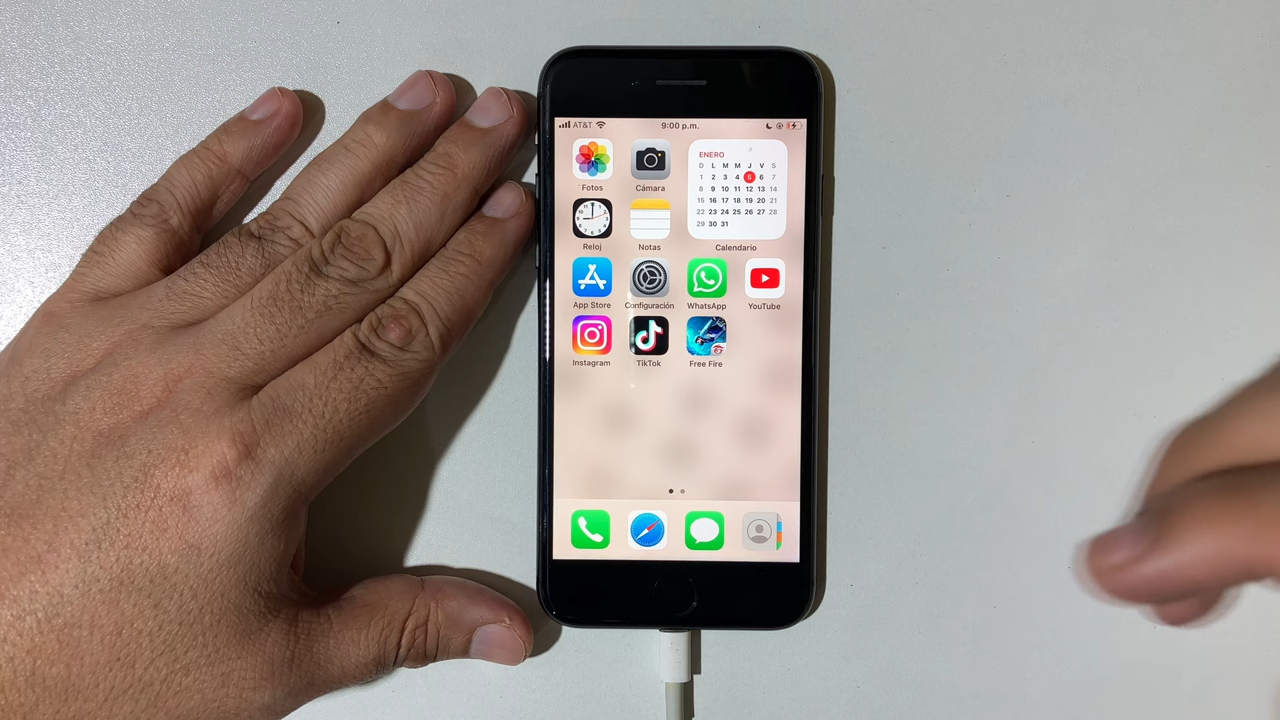 AT&T 9:00 p.m.
Fotos Cámara
ENERO
D L M M J V S
1 2 3 4 5 6 7
8 9 10 11 12 13 14
15 16 17 18 19 20 21
22 23 24 25 26 27 28
29 30 31
Reloj Notas Calendario
App Store Configuración WhatsApp YouTube
Instagram TikTok Free Fire